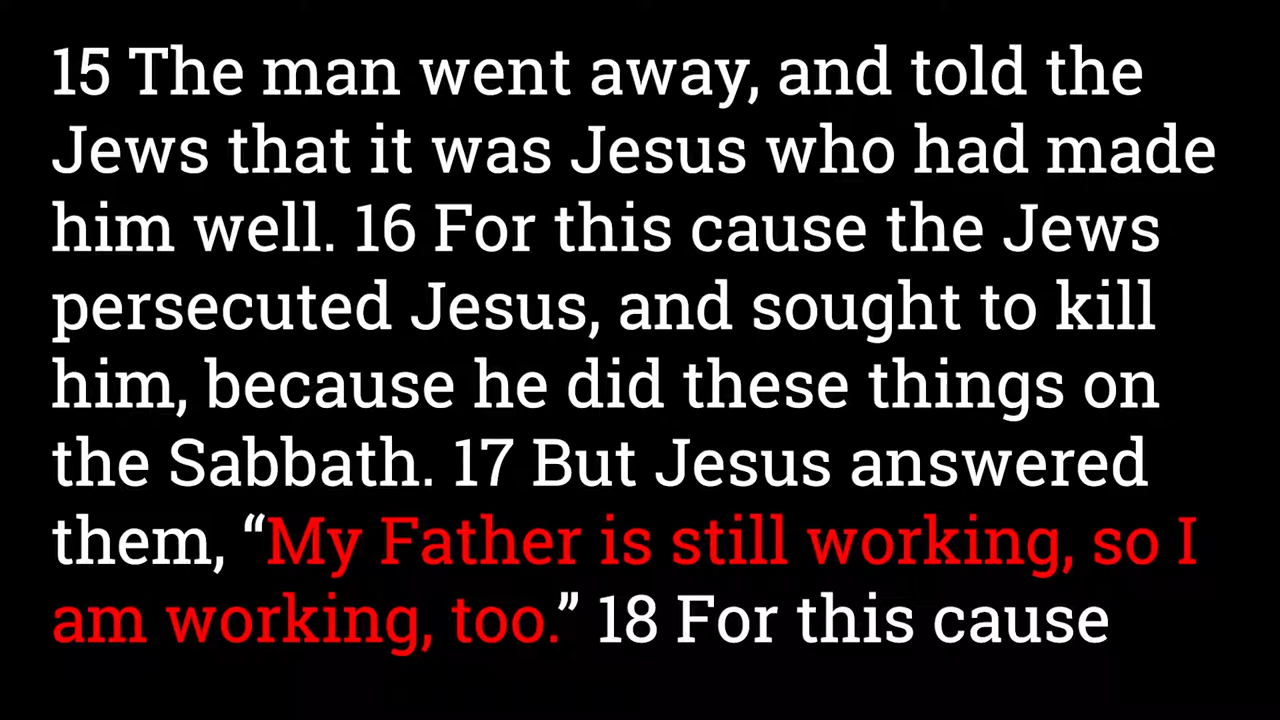 15 The man went away, and told the
Jews that it was Jesus who had made
him well. 16 For this cause the Jews
persecuted Jesus, and sought to kill
him, because he did these things on
the Sabbath. 17 But Jesus answered
them, “My Father is still working, so I
am working, too.” 18 For this cause